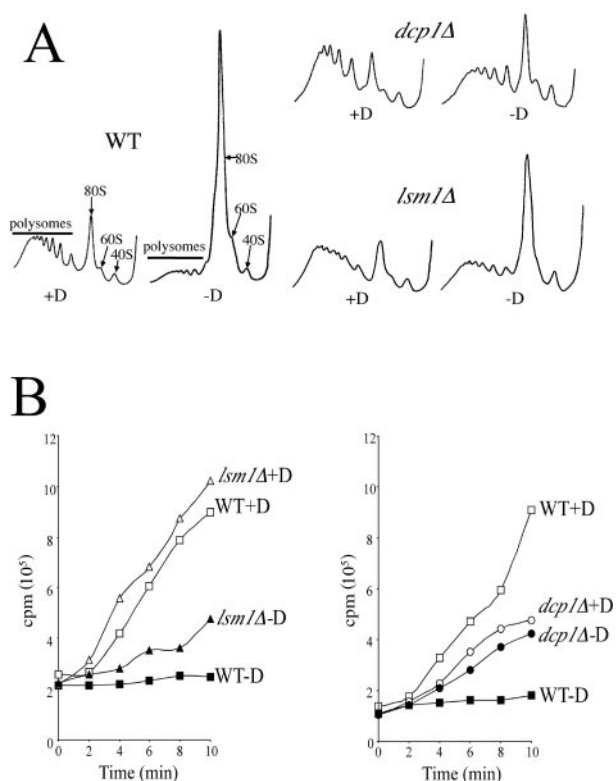 A
WT
polysomes
80S
60S
40S
+D
polysomes
80S
60S
40S
-D
dcp1Δ
+D
-D
lsm1Δ
+D
-D
B
12
10
8
6
4
2
0
cpm (10⁵)
0 2 4 6 8 10
Time (min)
lsm1Δ+D
WT+D
lsm1Δ-D
WT-D
12
10
8
6
4
2
0
cpm (10⁵)
0 2 4 6 8 10
Time (min)
WT+D
dcp1Δ+D
dcp1Δ-D
WT-D